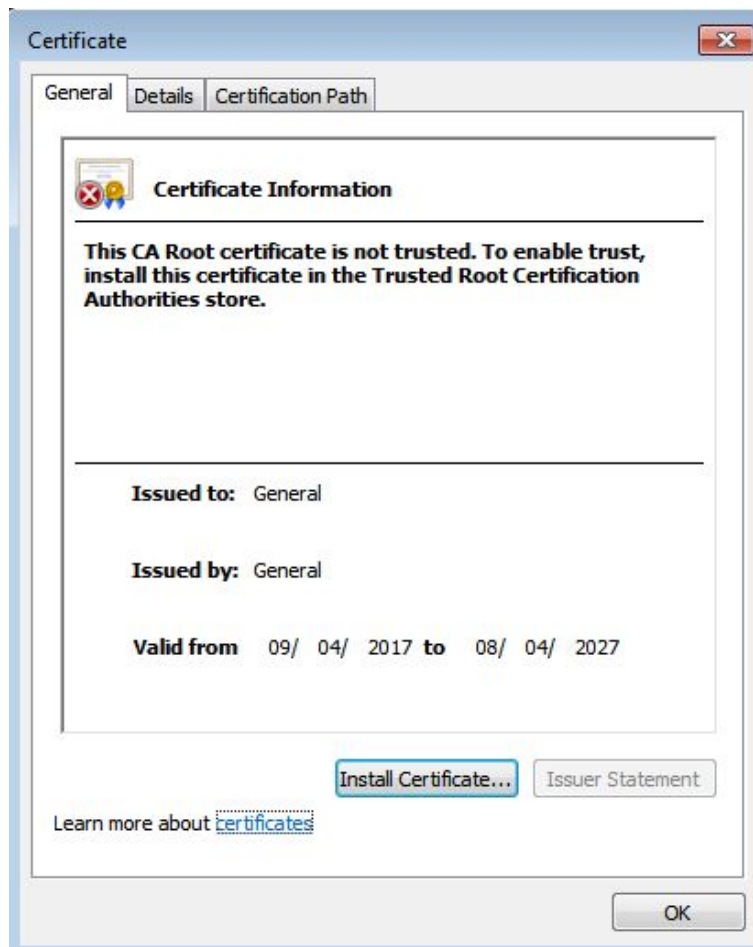 Certificate
General Details Certification Path
Certificate Information
This CA Root certificate is not trusted. To enable trust,
install this certificate in the Trusted Root Certification
Authorities store.
Issued to: General
Issued by: General
Valid from 09/ 04/ 2017 to 08/ 04/ 2027
Install Certificate... Issuer Statement
Learn more about certificates
OK